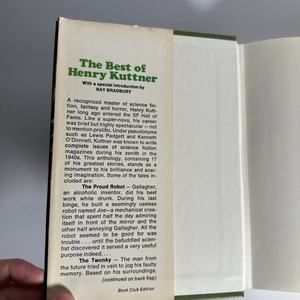 The Best of
Henry Kuttner
With a special introduction by
RAY BRADBURY
A recognized master of science fic-
tion, fantasy and horror, Henry Kutt-
ner long ago entered the SF Hall of
Fame. Like a super-nova, his career
was brief but highly spectacular — not
to mention prolific. Under pseudonyms
such as Lewis Padgett and Kenneth
O'Donnell, Kuttner was known to write
complete issues of science fiction
magazines during his zenith in the
1940s. This anthology, containing 17
of his greatest stories, stands as a
monument to his brilliance and soar-
ing imagination. Some of the tales in-
cluded are:
The Proud Robot — Gallagher,
an alcoholic inventor, did his best
work while drunk. During his last
binge, he built a seemingly useless
robot named Joe—a mechanical crea-
tion that spent half the day admiring
itself in front of the mirror and the
other half annoying Gallagher. At the
moment he seemed to be good for was
trouble . . . until the befuddled scien-
tist discovered it served a very useful
purpose indeed. . . .
The Twonky — The man from
the future tried in vain to jog his faulty
memory. Based on his surroundings,
(continued on back flap)
Book Club Edition